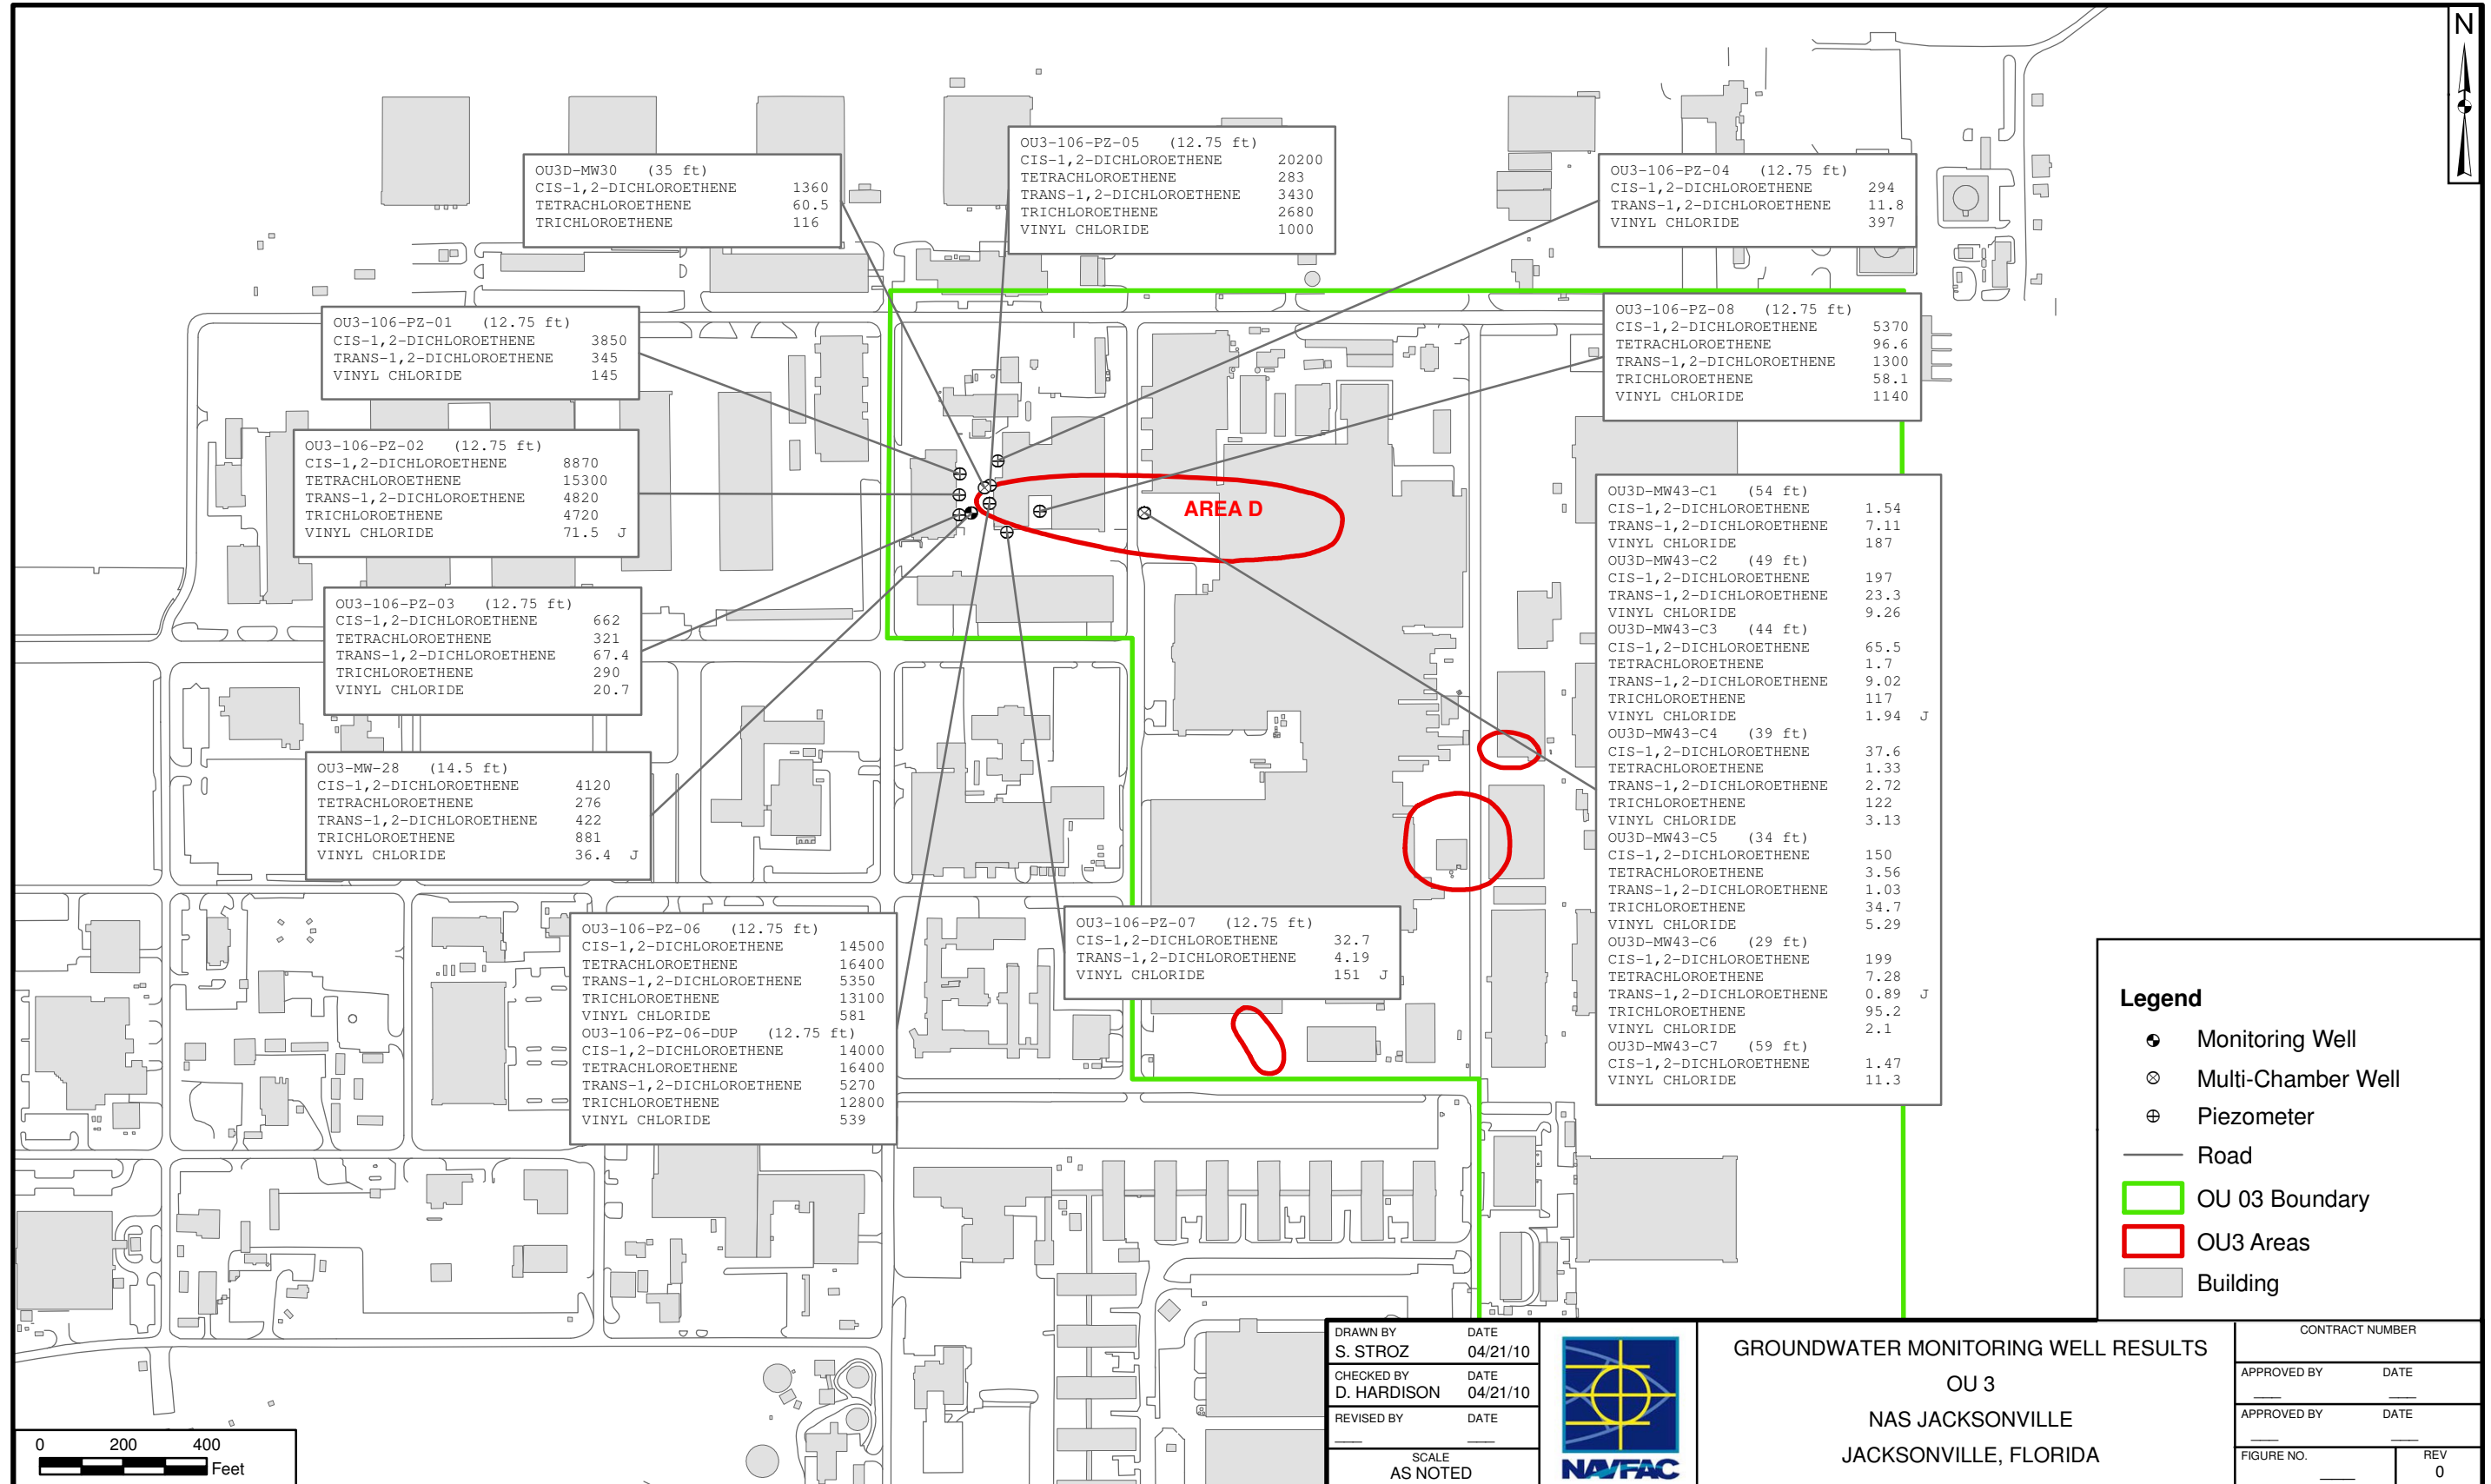 N
OU3D-MW30 (35 ft)
CIS-1,2-DICHLOROETHENE 1360
TETRACHLOROETHENE 60.5
TRICHLOROETHENE 116
OU3-106-PZ-05 (12.75 ft)
CIS-1,2-DICHLOROETHENE 20200
TETRACHLOROETHENE 283
TRANS-1,2-DICHLOROETHENE 3430
TRICHLOROETHENE 2680
VINYL CHLORIDE 1000
OU3-106-PZ-04 (12.75 ft)
CIS-1,2-DICHLOROETHENE 294
TRANS-1,2-DICHLOROETHENE 11.8
VINYL CHLORIDE 397
OU3-106-PZ-01 (12.75 ft)
CIS-1,2-DICHLOROETHENE 3850
TRANS-1,2-DICHLOROETHENE 345
VINYL CHLORIDE 145
OU3-106-PZ-08 (12.75 ft)
CIS-1,2-DICHLOROETHENE 5370
TETRACHLOROETHENE 96.6
TRANS-1,2-DICHLOROETHENE 1300
TRICHLOROETHENE 58.1
VINYL CHLORIDE 1140
OU3-106-PZ-02 (12.75 ft)
CIS-1,2-DICHLOROETHENE 8870
TETRACHLOROETHENE 15300
TRANS-1,2-DICHLOROETHENE 4820
TRICHLOROETHENE 4720
VINYL CHLORIDE 71.5 J
AREA D
OU3D-MW43-C1 (54 ft)
CIS-1,2-DICHLOROETHENE 1.54
TRANS-1,2-DICHLOROETHENE 7.11
VINYL CHLORIDE 187
OU3D-MW43-C2 (49 ft)
CIS-1,2-DICHLOROETHENE 197
TRANS-1,2-DICHLOROETHENE 23.3
VINYL CHLORIDE 9.26
OU3D-MW43-C3 (44 ft)
CIS-1,2-DICHLOROETHENE 65.5
TETRACHLOROETHENE 1.7
TRANS-1,2-DICHLOROETHENE 9.02
TRICHLOROETHENE 117
VINYL CHLORIDE 1.94 J
OU3D-MW43-C4 (39 ft)
CIS-1,2-DICHLOROETHENE 37.6
TETRACHLOROETHENE 1.33
TRANS-1,2-DICHLOROETHENE 2.72
TRICHLOROETHENE 122
VINYL CHLORIDE 3.13
OU3D-MW43-C5 (34 ft)
CIS-1,2-DICHLOROETHENE 150
TETRACHLOROETHENE 3.56
TRANS-1,2-DICHLOROETHENE 1.03
TRICHLOROETHENE 34.7
VINYL CHLORIDE 5.29
OU3D-MW43-C6 (29 ft)
CIS-1,2-DICHLOROETHENE 199
TETRACHLOROETHENE 7.28
TRANS-1,2-DICHLOROETHENE 0.89 J
TRICHLOROETHENE 95.2
VINYL CHLORIDE 2.1
OU3D-MW43-C7 (59 ft)
CIS-1,2-DICHLOROETHENE 1.47
VINYL CHLORIDE 11.3
OU3-106-PZ-03 (12.75 ft)
CIS-1,2-DICHLOROETHENE 662
TETRACHLOROETHENE 321
TRANS-1,2-DICHLOROETHENE 67.4
TRICHLOROETHENE 290
VINYL CHLORIDE 20.7
OU3-MW-28 (14.5 ft)
CIS-1,2-DICHLOROETHENE 4120
TETRACHLOROETHENE 276
TRANS-1,2-DICHLOROETHENE 422
TRICHLOROETHENE 881
VINYL CHLORIDE 36.4 J
OU3-106-PZ-06 (12.75 ft)
CIS-1,2-DICHLOROETHENE 14500
TETRACHLOROETHENE 16400
TRANS-1,2-DICHLOROETHENE 5350
TRICHLOROETHENE 13100
VINYL CHLORIDE 581
OU3-106-PZ-06-DUP (12.75 ft)
CIS-1,2-DICHLOROETHENE 14000
TETRACHLOROETHENE 16400
TRANS-1,2-DICHLOROETHENE 5270
TRICHLOROETHENE 12800
VINYL CHLORIDE 539
OU3-106-PZ-07 (12.75 ft)
CIS-1,2-DICHLOROETHENE 32.7
TRANS-1,2-DICHLOROETHENE 4.19
VINYL CHLORIDE 151 J
Legend
Monitoring Well
Multi-Chamber Well
Piezometer
Road
OU 03 Boundary
OU3 Areas
Building
0 200 400
Feet
DRAWN BY DATE
S. STROZ 04/21/10
CHECKED BY DATE
D. HARDISON 04/21/10
REVISED BY DATE
SCALE
AS NOTED
NAVFAC
GROUNDWATER MONITORING WELL RESULTS
OU 3
NAS JACKSONVILLE
JACKSONVILLE, FLORIDA
CONTRACT NUMBER
APPROVED BY DATE
APPROVED BY DATE
FIGURE NO. REV
0